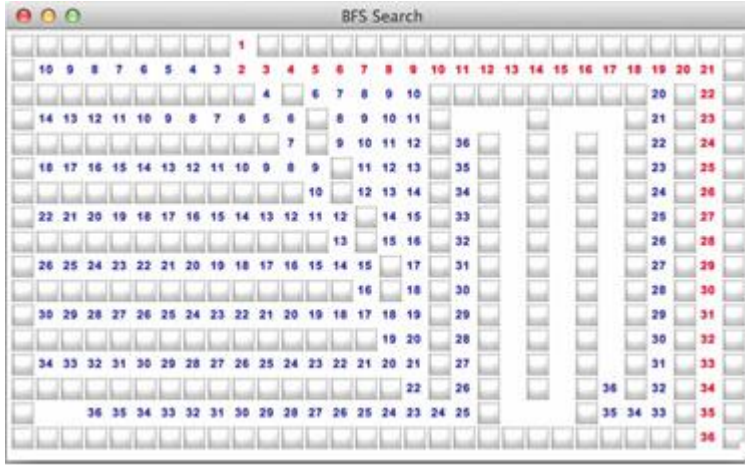 BFS Search
1
10 9 8 7 6 5 4 3 2 3 4 5 6 7 8 9 10 11 12 13 14 15 16 17 18 19 20 21
4 6 7 8 9 10 20 22
14 13 12 11 10 9 8 7 6 5 6 8 9 10 11 21 23
7 9 10 11 12 36 22 24
18 17 16 15 14 13 12 11 10 9 8 9 11 12 13 35 23 25
10 12 13 14 34 24 26
22 21 20 19 18 17 16 15 14 13 12 11 12 14 15 33 25 27
13 15 16 32 26 28
26 25 24 23 22 21 20 19 18 17 16 15 14 15 17 31 27 29
16 18 30 28 30
30 29 28 27 26 25 24 23 22 21 20 19 18 17 18 19 29 29 31
19 20 28 30 32
34 33 32 31 30 29 28 27 26 25 24 23 22 21 20 21 27 31 33
22 26 36 32 34
36 35 34 33 32 31 30 29 28 27 26 25 24 23 24 25 35 34 33 35
36